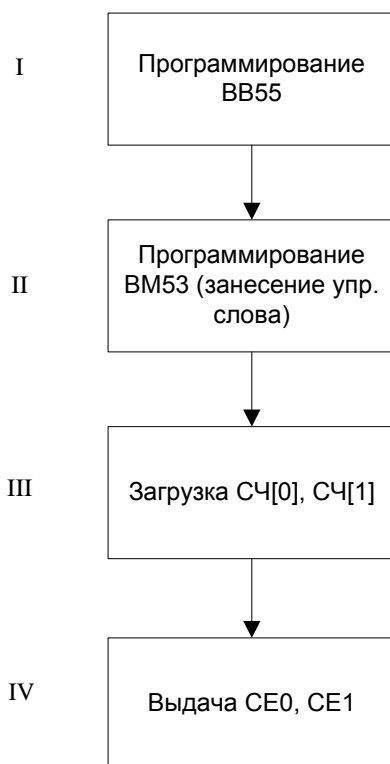 I
Программирование
ВВ55
II
Программирование
ВМ53 (занесение упр.
слова)
III
Загрузка СЧ[0], СЧ[1]
IV
Выдача СЕ0, СЕ1